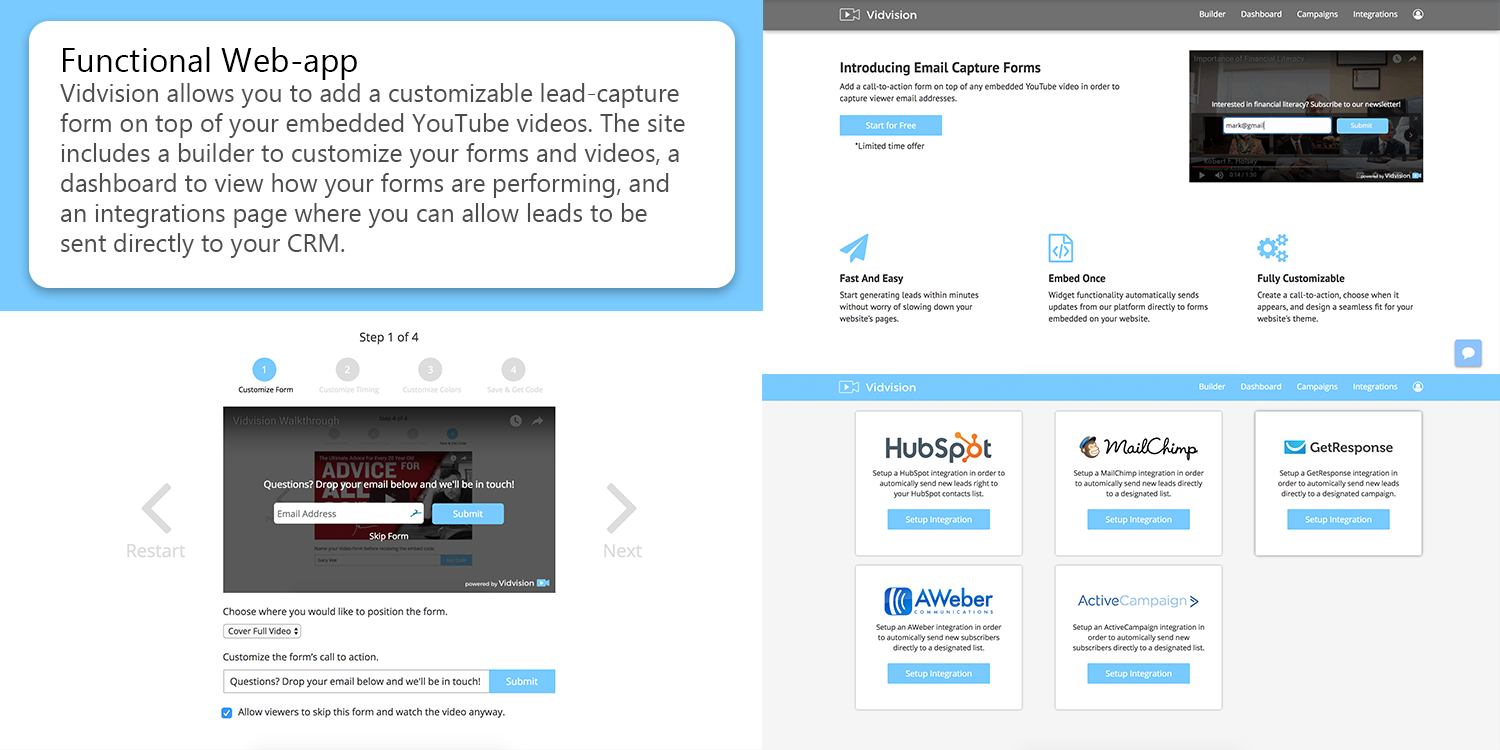 Functional Web-app
Vidvision allows you to add a customizable lead-capture
form on top of your embedded YouTube videos. The site
includes a builder to customize your forms and videos, a
dashboard to view how your forms are performing, and
an integrations page where you can allow leads to be
sent directly to your CRM.
Vidvision
Builder Dashboard Campaigns Integrations
Introducing Email Capture Forms
Add a call-to-action form on top of any embedded YouTube video in order to
capture viewer email addresses.
Start for Free
*Limited time offer
Importance of Financial Literacy
Interested in financial literacy? Subscribe to our newsletter!
mark@gmail
Submit
Robert F. Holsey
0:14 / 1:30
powered by Vidvision
Fast And Easy
Start generating leads within minutes
without worry of slowing down your
website's pages.
Embed Once
Widget functionality automatically sends
updates from our platform directly to forms
embedded on your website.
Fully Customizable
Create a call-to-action, choose when it
appears, and design a seamless fit for your
website's theme.
Step 1 of 4
1 2 3 4
Customize Form Customize Timing Customize Colors Save & Get Code
Vidvision Walkthrough
Step 4 of 4
The Ultimate Advice For Every 20 Year Old
ADVICE FOR
ALL
Questions? Drop your email below and we'll be in touch!
Email Address
Submit
Skip Form
Name your Video-Form before receiving the embed code.
powered by Vidvision
Restart
Next
Choose where you would like to position the form.
Cover Full Video
Customize the form's call to action.
Questions? Drop your email below and we'll be in touch!
Submit
Allow viewers to skip this form and watch the video anyway.
Vidvision
Builder Dashboard Campaigns Integrations
HubSpot
Setup a HubSpot integration in order to
automically send new leads right to
your HubSpot contacts list.
Setup Integration
MailChimp
Setup a MailChimp integration in order
to automically send new leads directly
to a designated list.
Setup Integration
GetResponse
Setup a GetResponse integration in
order to automically send new leads
directly to a designated campaign.
Setup Integration
AWeber
COMMUNICATIONS
Setup an AWeber integration in order
to automically send new subscribers
directly to a designated list.
Setup Integration
ActiveCampaign
Setup an ActiveCampaign integration in
order to automically send new
subscribers directly to a designated list.
Setup Integration